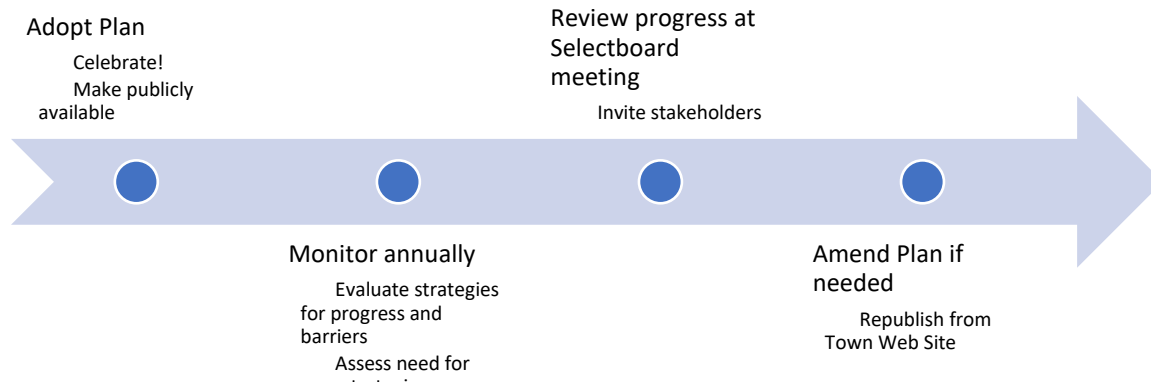 Adopt Plan
Celebrate!
Make publicly
available
Monitor annually
Evaluate strategies
for progress and
barriers
Assess need for
Review progress at
Selectboard
meeting
Invite stakeholders
Amend Plan if
needed
Republish from
Town Web Site